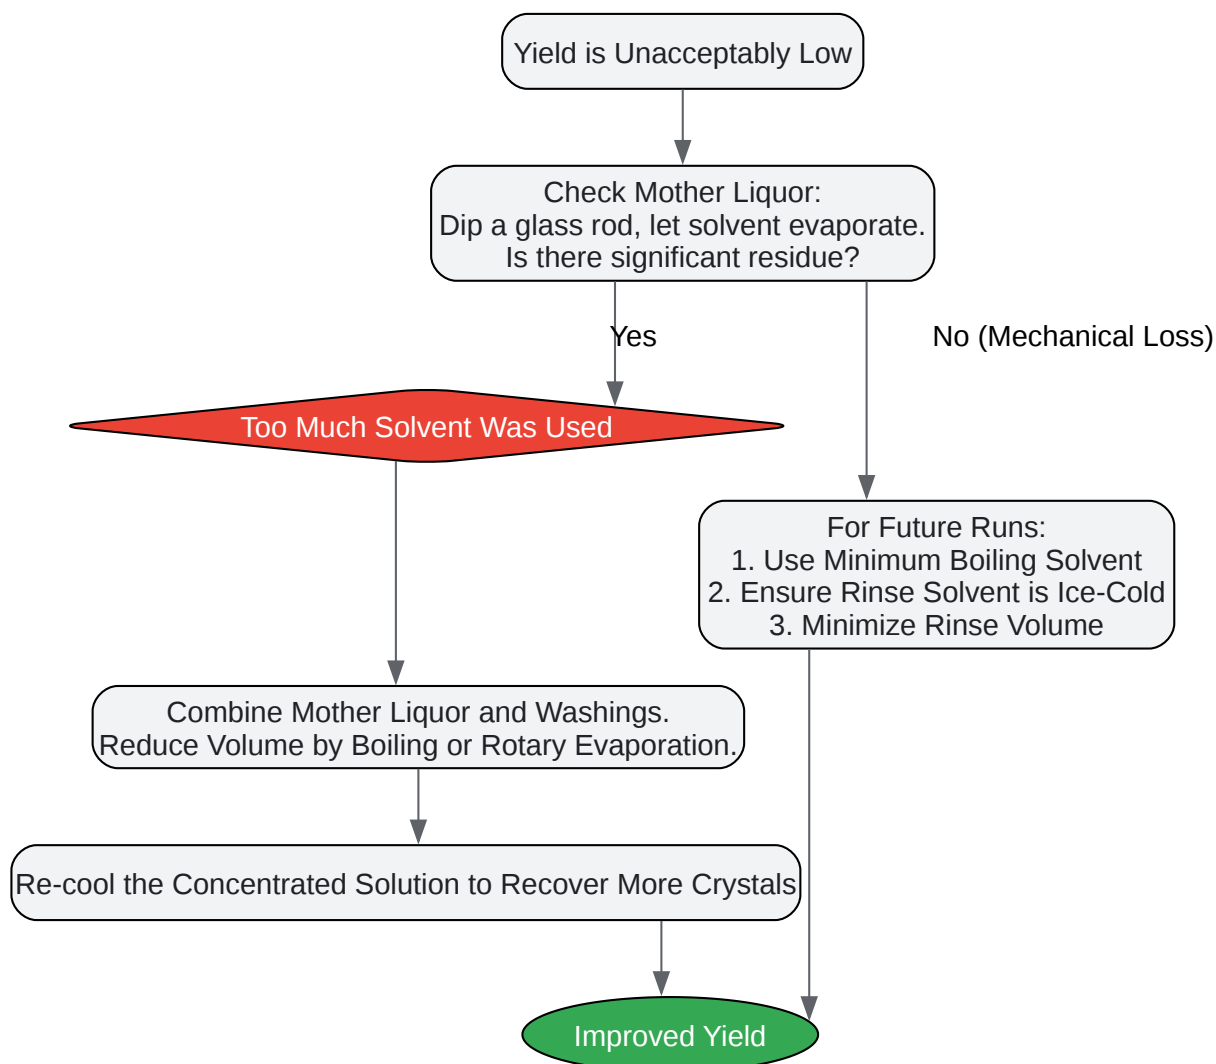 Yield is Unacceptably Low
Check Mother Liquor:
Dip a glass rod, let solvent evaporate.
Is there significant residue?
Yes
No (Mechanical Loss)
Too Much Solvent Was Used
For Future Runs:
1. Use Minimum Boiling Solvent
2. Ensure Rinse Solvent is Ice-Cold
3. Minimize Rinse Volume
Combine Mother Liquor and Washings.
Reduce Volume by Boiling or Rotary Evaporation.
Re-cool the Concentrated Solution to Recover More Crystals
Improved Yield